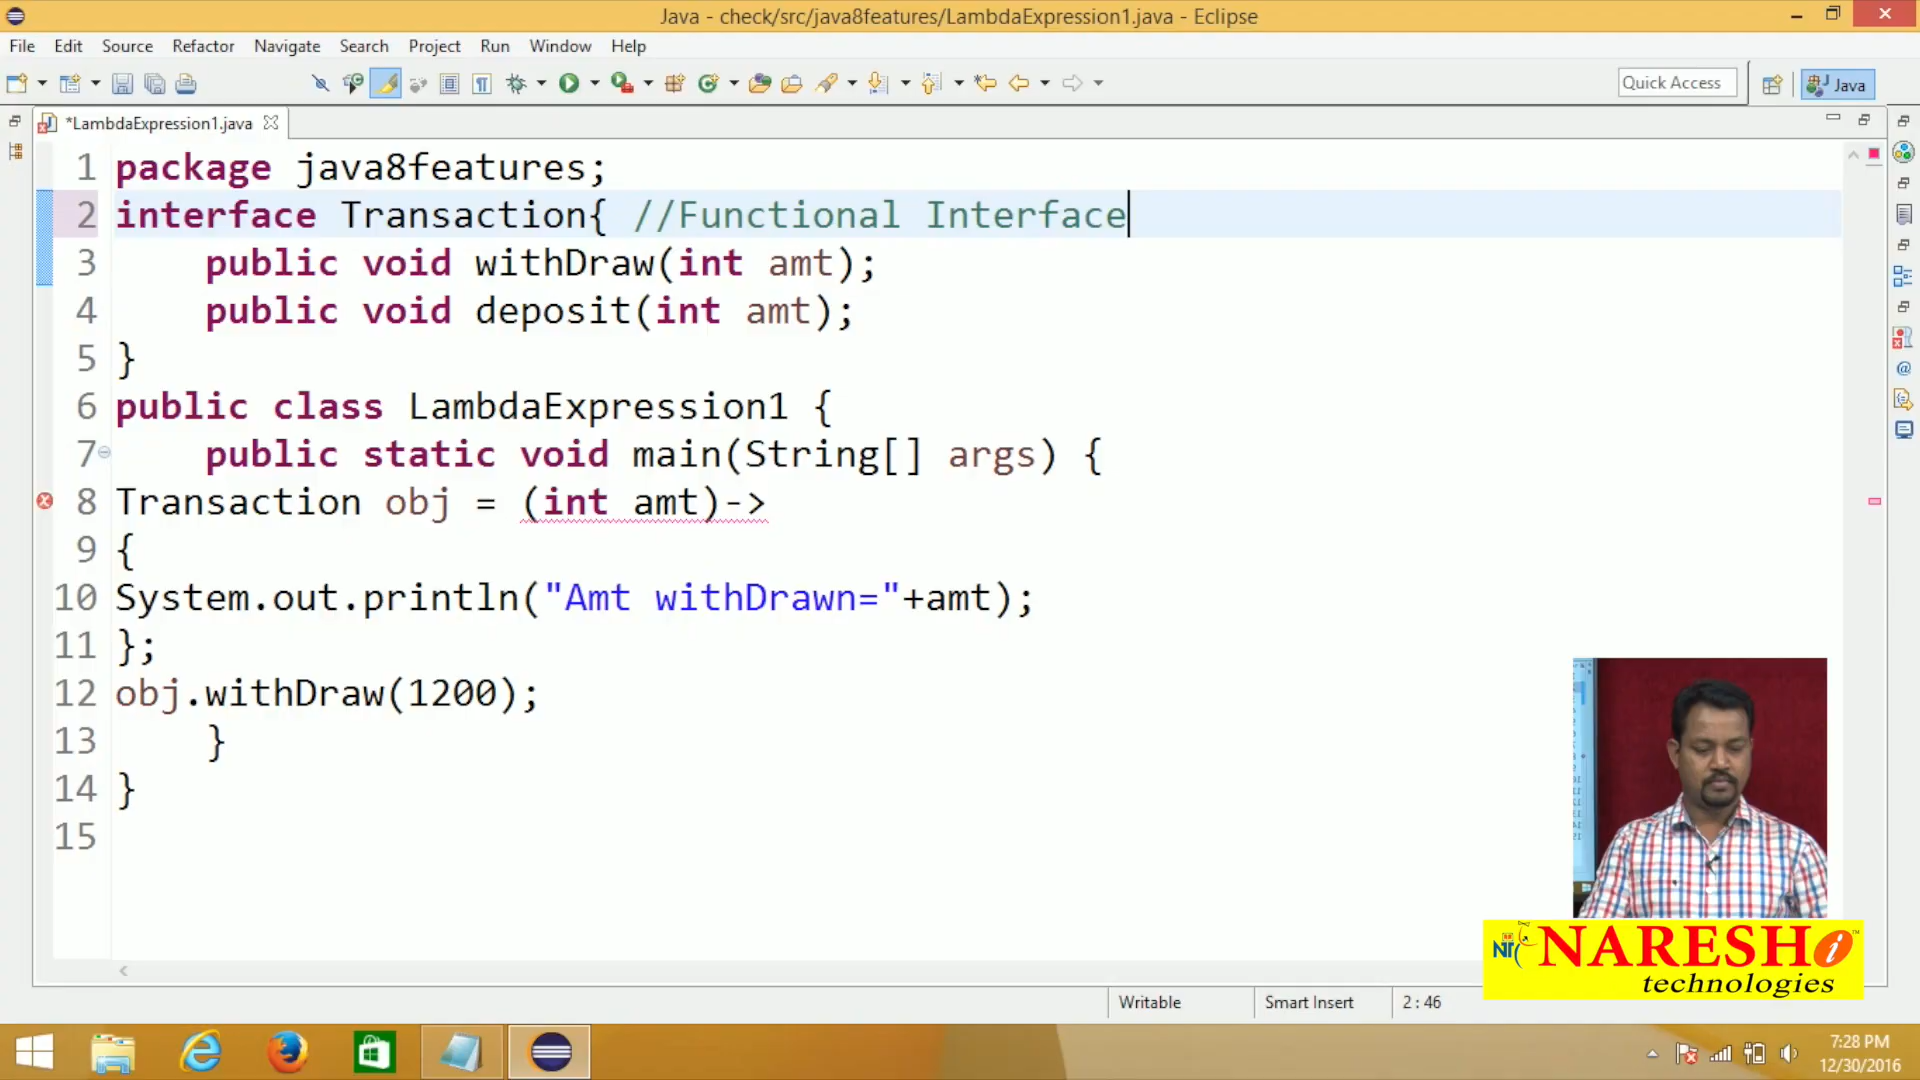 Java - check/src/java8features/LambdaExpression1.java - Eclipse
File Edit Source Refactor Navigate Search Project Run Window Help
Quick Access
Java
*LambdaExpression1.java
1 package java8features;
2 interface Transaction{ //Functional Interface
3 public void withDraw(int amt);
4 public void deposit(int amt);
5 }
6 public class LambdaExpression1 {
7 public static void main(String[] args) {
8 Transaction obj = (int amt)->
9 {
10 System.out.println("Amt withDrawn="+amt);
11 };
12 obj.withDraw(1200);
13 }
14 }
15
NARESH i
technologies
Writable Smart Insert 2 : 46
7:28 PM
12/30/2016